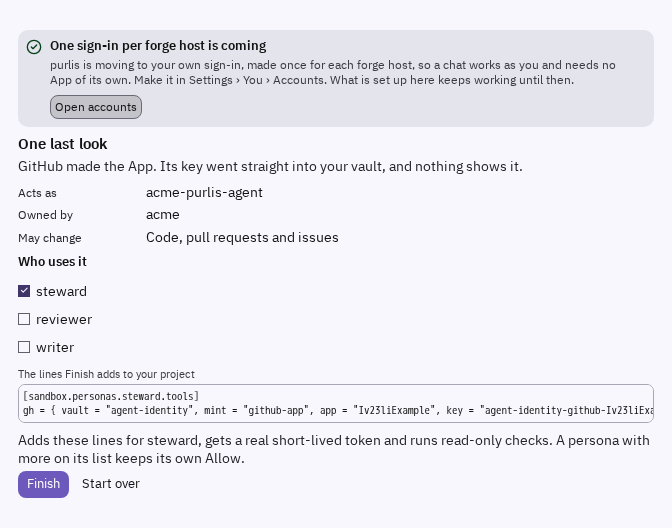 One sign-in per forge host is coming
purlis is moving to your own sign-in, made once for each forge host, so a chat works as you and needs no
App of its own. Make it in Settings › You › Accounts. What is set up here keeps working until then.
Open accounts
One last look
GitHub made the App. Its key went straight into your vault, and nothing shows it.
Acts as acme-purlis-agent
Owned by acme
May change Code, pull requests and issues
Who uses it
steward
reviewer
writer
The lines Finish adds to your project
[sandbox.personas.steward.tools]
gh = { vault = "agent-identity", mint = "github-app", app = "Iv23liExample", key = "agent-identity-github-Iv23liExa
Adds these lines for steward, gets a real short-lived token and runs read-only checks. A persona with
more on its list keeps its own Allow.
Finish Start over